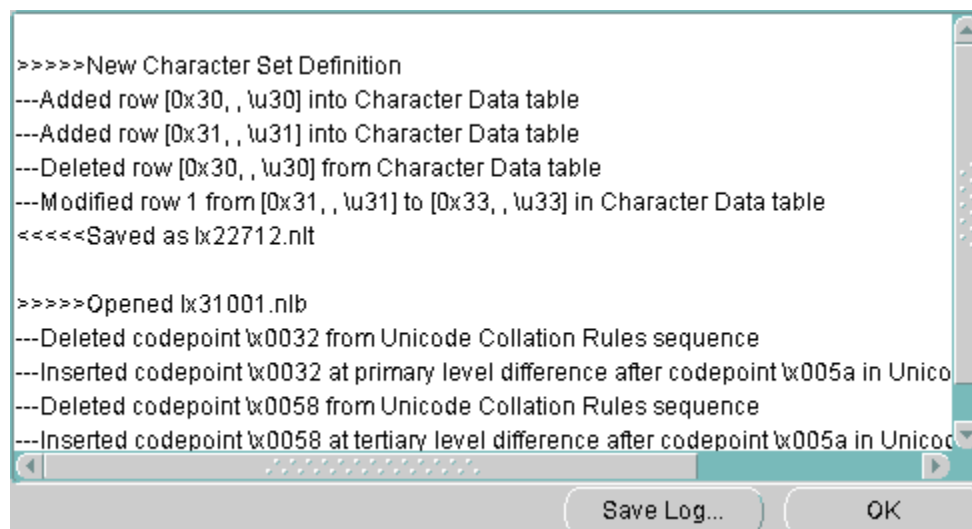 >>>>>New Character Set Definition
---Added row [0x30, , \u30] into Character Data table
---Added row [0x31, , \u31] into Character Data table
---Deleted row [0x30, , \u30] from Character Data table
---Modified row 1 from [0x31, , \u31] to [0x33, , \u33] in Character Data table
<<<<<Saved as lx22712.nlt
>>>>>Opened lx31001.nlb
---Deleted codepoint \x0032 from Unicode Collation Rules sequence
---Inserted codepoint \x0032 at primary level difference after codepoint \x005a in Unico
---Deleted codepoint \x0058 from Unicode Collation Rules sequence
---Inserted codepoint \x0058 at tertiary level difference after codepoint \x005a in Unicod
Save Log... OK